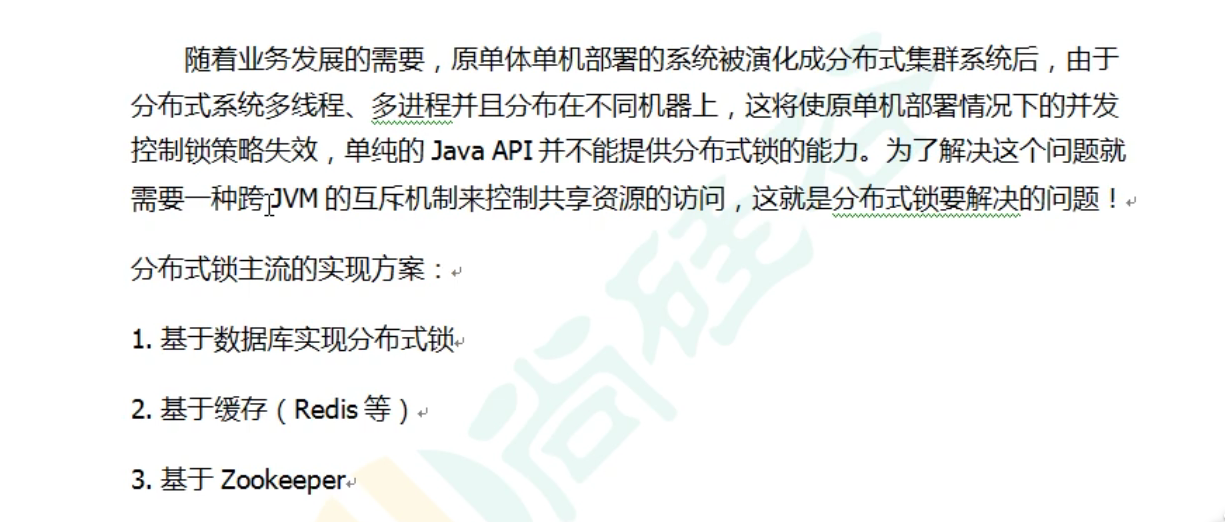 随着业务发展的需要，原单体单机部署的系统被演化成分布式集群系统后，由于
分布式系统多线程、多进程并且分布在不同机器上，这将使原单机部署情况下的并发
控制锁策略失效，单纯的 Java API 并不能提供分布式锁的能力。为了解决这个问题就
需要一种跨 JVM 的互斥机制来控制共享资源的访问，这就是分布式锁要解决的问题！
分布式锁主流的实现方案：
1. 基于数据库实现分布式锁
2. 基于缓存（Redis 等）
3. 基于 Zookeeper
尚硅谷